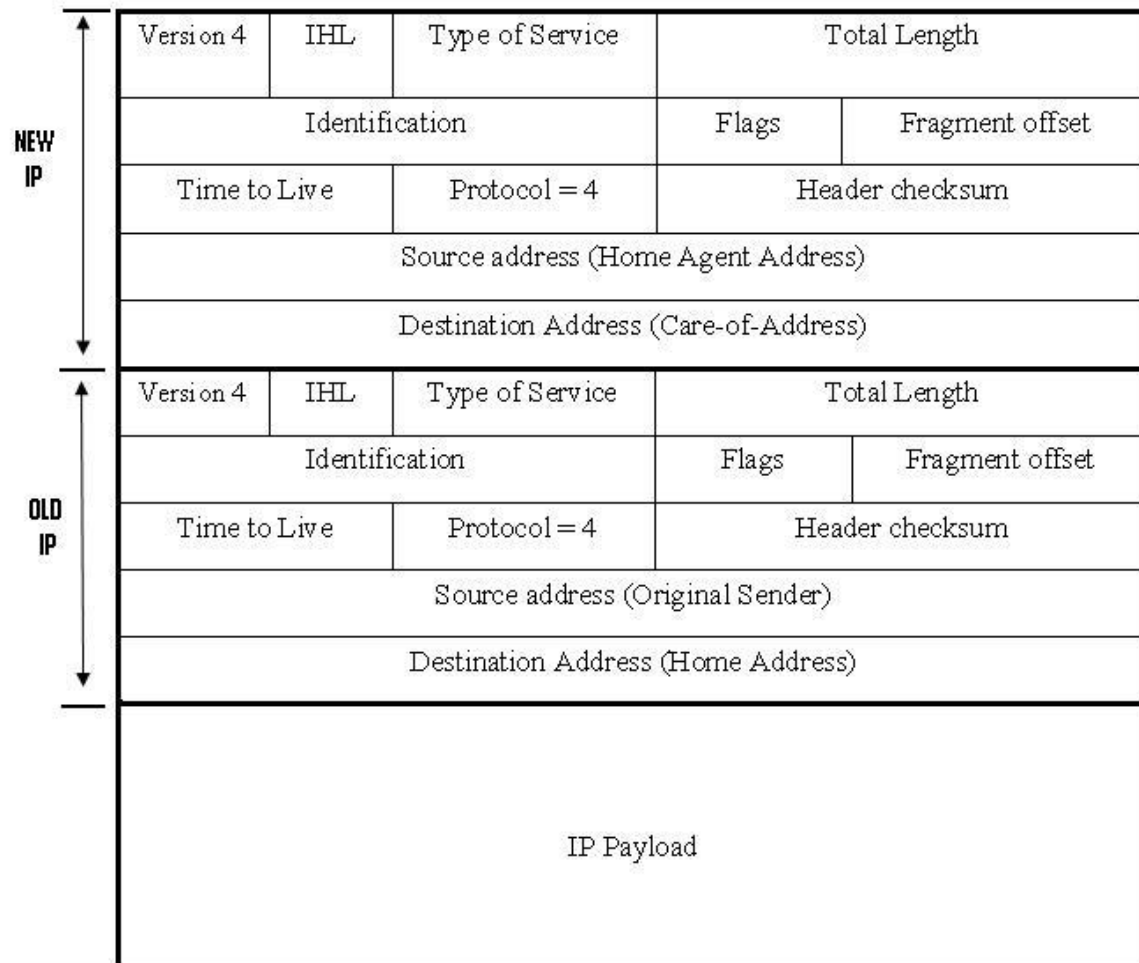 Version 4 IHL Type of Service Total Length
Identification Flags Fragment offset
NEW
IP
Time to Live Protocol = 4 Header checksum
Source address (Home Agent Address)
Destination Address (Care-of-Address)
Version 4 IHL Type of Service Total Length
Identification Flags Fragment offset
OLD
IP
Time to Live Protocol = 4 Header checksum
Source address (Original Sender)
Destination Address (Home Address)
IP Payload